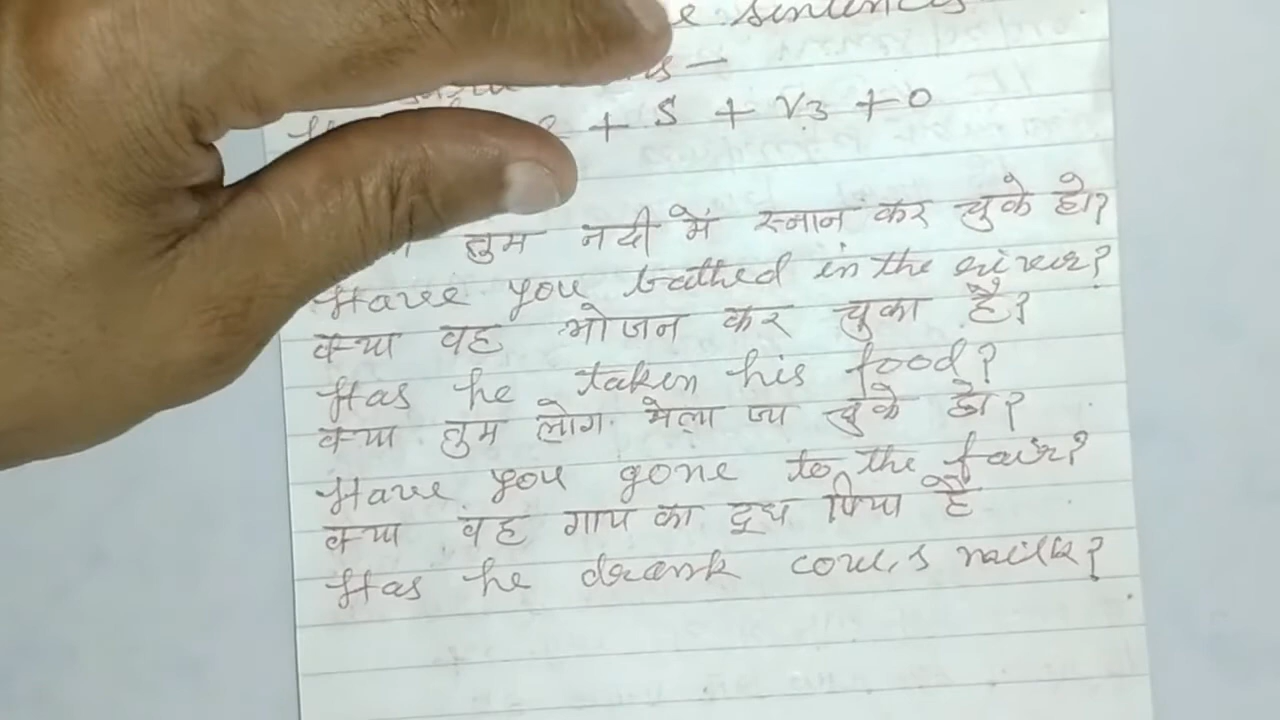 sentences
+ S + V3 + O
तुम नदी में स्नान कर चुके हो?
Have you bathed in the river?
क्या वह भोजन कर चुका है?
Has he taken his food?
क्या तुम लोग मेला जा चुके हो?
Have you gone to the fair?
क्या वह गाय का दूध पिया है
Has he drank cow,s milk?